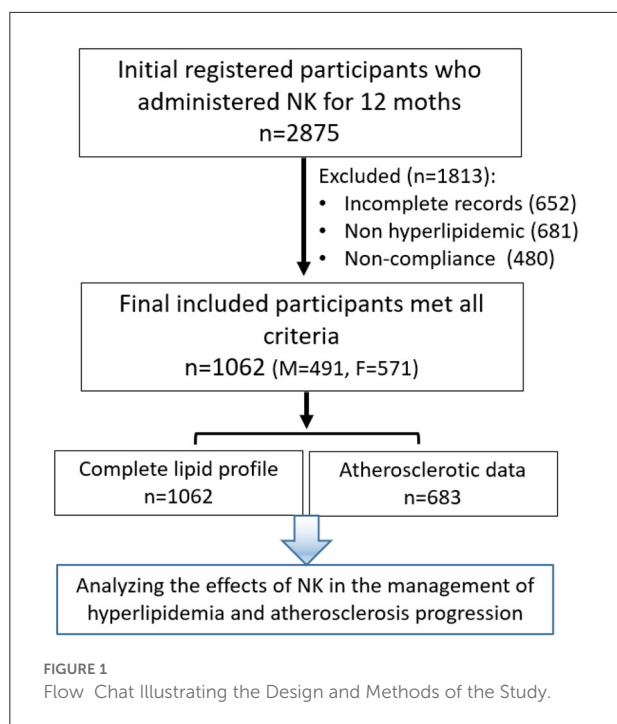 Initial registered participants who
administered NK for 12 moths
n=2875
Excluded (n=1813):
• Incomplete records (652)
• Non hyperlipidemic (681)
• Non-compliance (480)
Final included participants met all
criteria
n=1062 (M=491, F=571)
Complete lipid profile
n=1062
Atherosclerotic data
n=683
Analyzing the effects of NK in the management of
hyperlipidemia and atherosclerosis progression
FIGURE 1
Flow Chat Illustrating the Design and Methods of the Study.